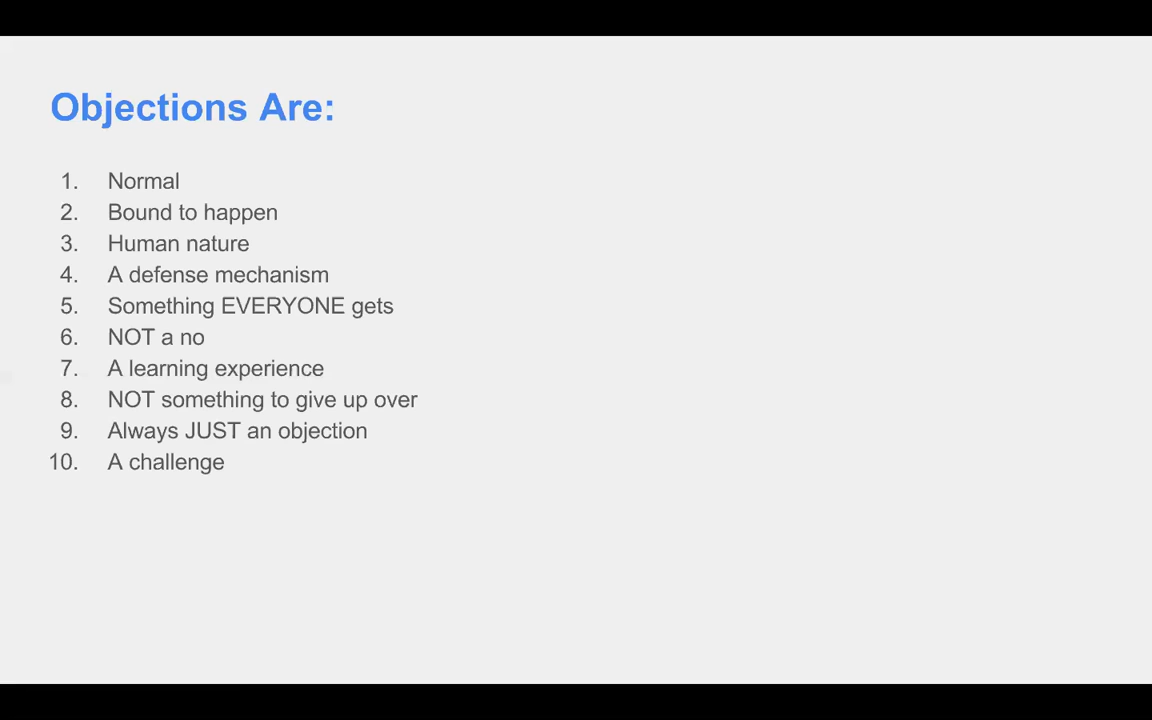 Objections Are:
1. Normal
2. Bound to happen
3. Human nature
4. A defense mechanism
5. Something EVERYONE gets
6. NOT a no
7. A learning experience
8. NOT something to give up over
9. Always JUST an objection
10. A challenge